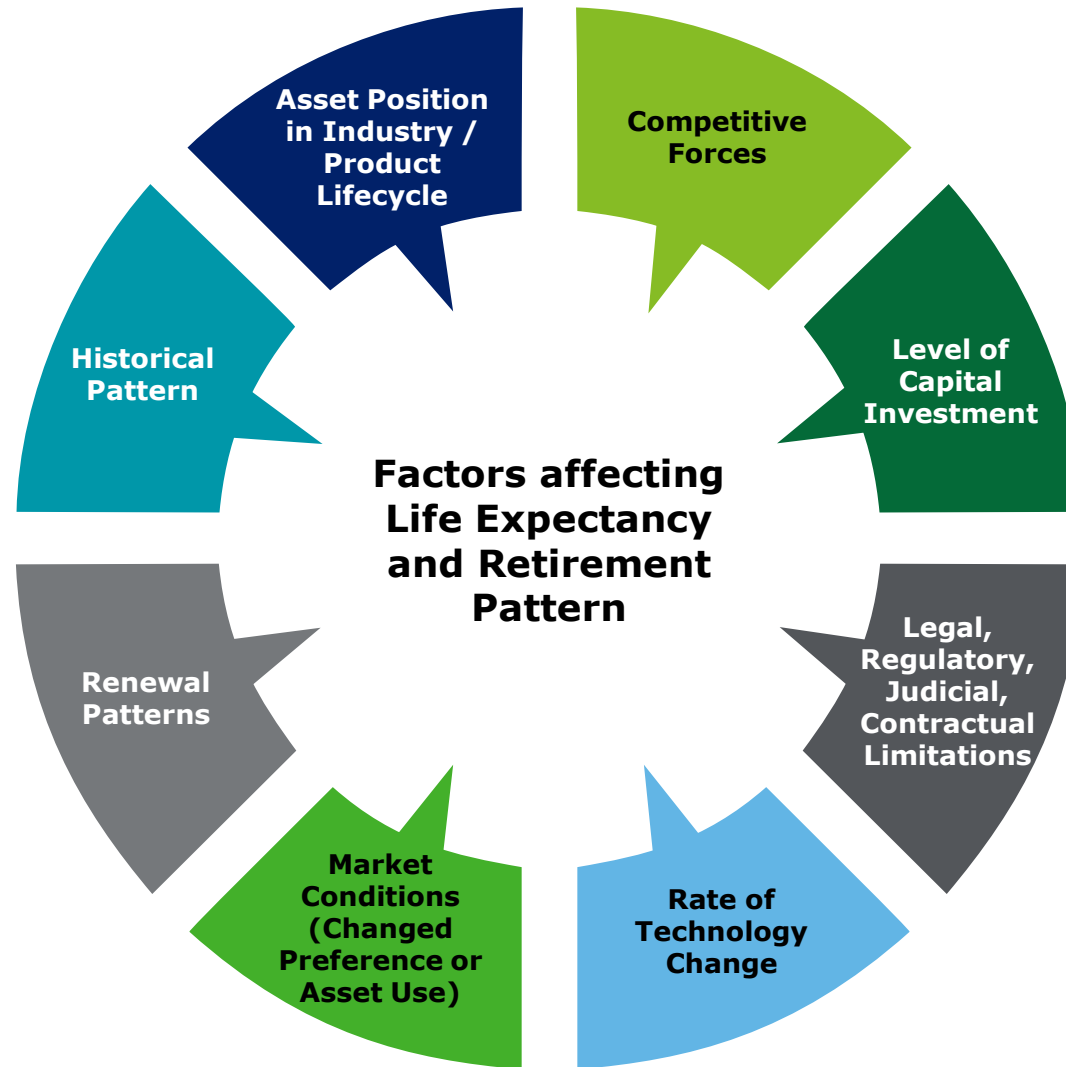 Asset Position
in Industry /
Product
Lifecycle
Competitive
Forces
Level of
Capital
Investment
Legal,
Regulatory,
Judicial,
Contractual
Limitations
Rate of
Technology
Change
Market
Conditions
(Changed
Preference or
Asset Use)
Renewal
Patterns
Historical
Pattern
Factors affecting
Life Expectancy
and Retirement
Pattern